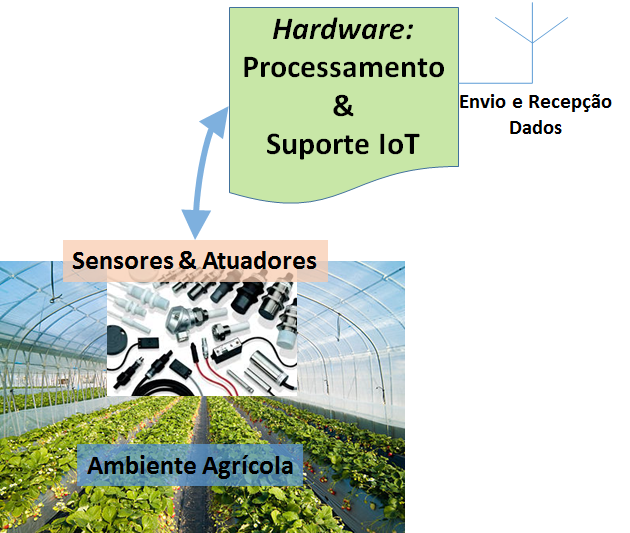 Hardware:
Processamento
&
Suporte IoT
Envio e Recepção
Dados
Sensores & Atuadores
Ambiente Agrícola